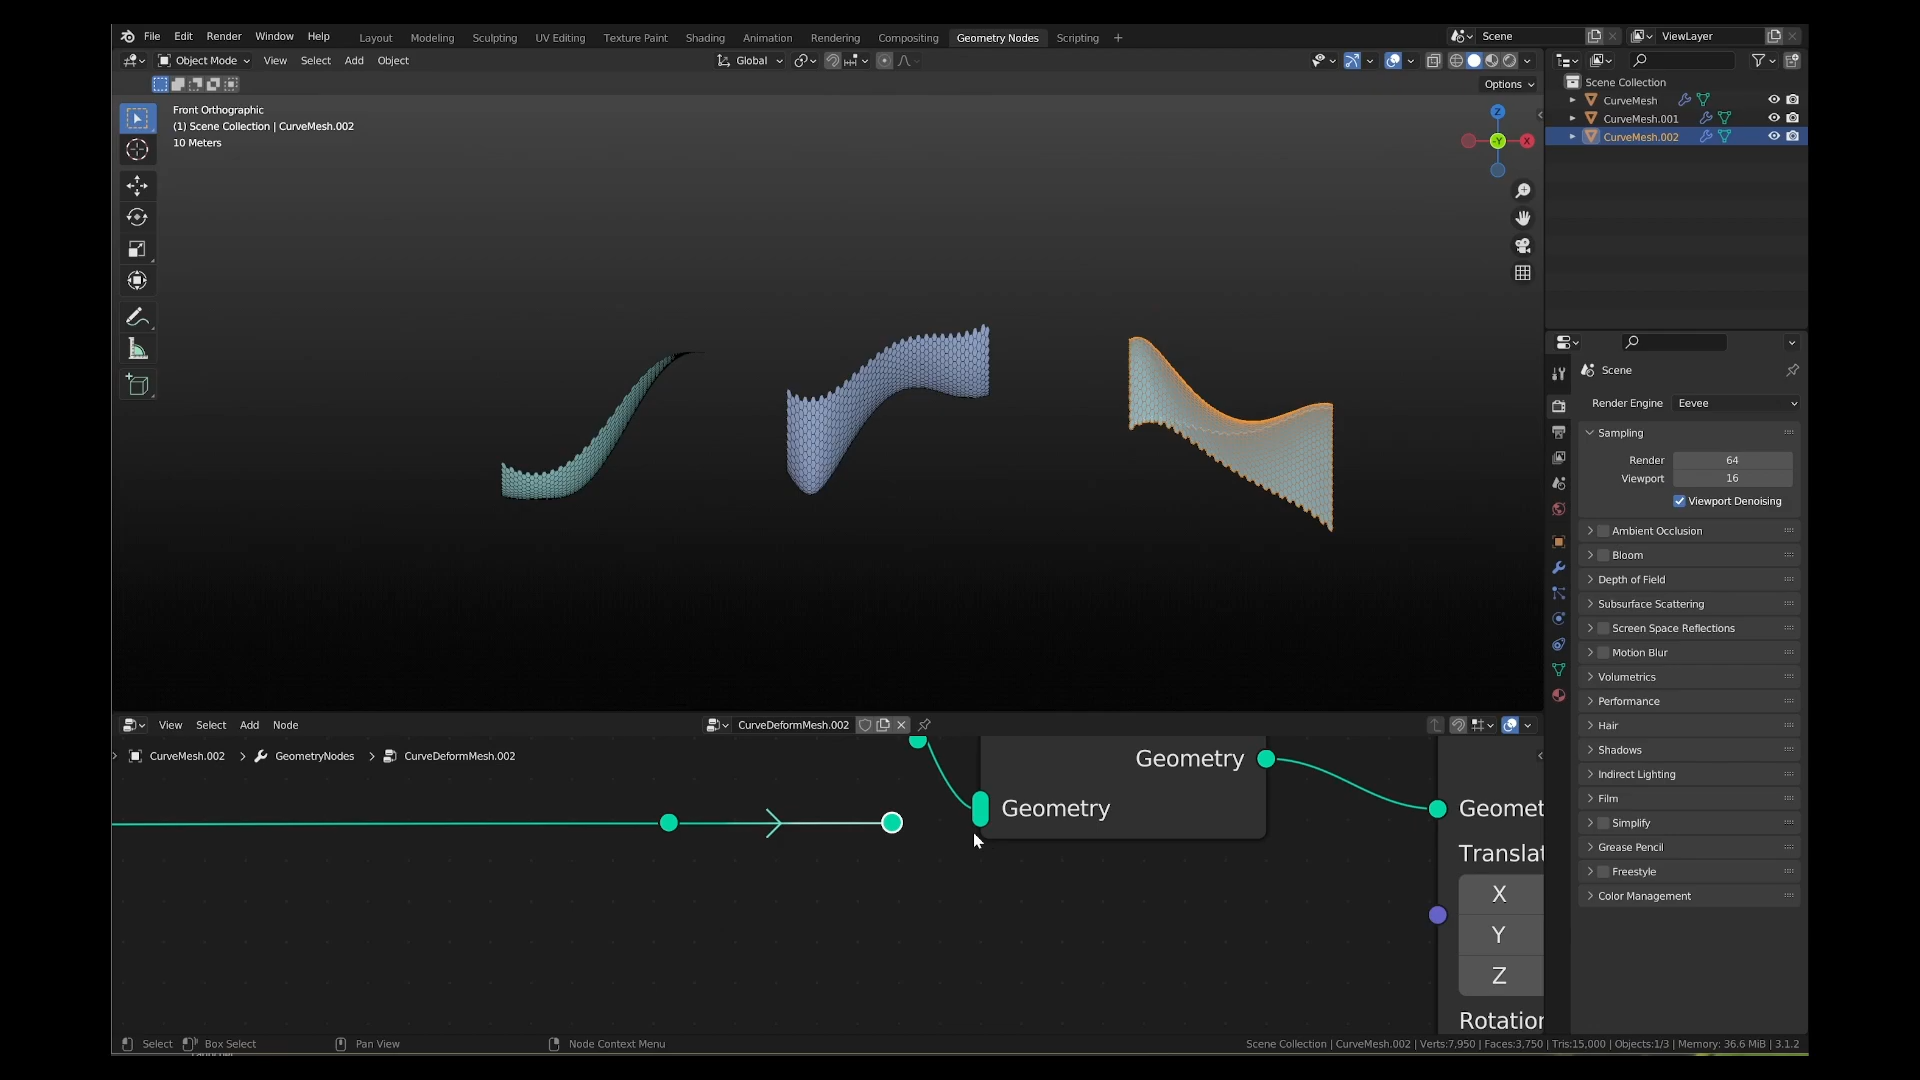 File Edit Render Window Help Layout Modeling Sculpting UV Editing Texture Paint Shading Animation Rendering Compositing Geometry Nodes Scripting + Scene ViewLayer
Object Mode View Select Add Object Global
Options
Front Orthographic
(1) Scene Collection | CurveMesh.002
10 Meters
Z
-Y
X
Scene Collection
CurveMesh
CurveMesh.001
CurveMesh.002
Scene
Render Engine Eevee
Sampling
Render 64
Viewport 16
Viewport Denoising
Ambient Occlusion
Bloom
Depth of Field
Subsurface Scattering
Screen Space Reflections
Motion Blur
Volumetrics
Performance
Hair
Shadows
Indirect Lighting
Film
Simplify
Grease Pencil
Freestyle
Color Management
View Select Add Node CurveDeformMesh.002
CurveMesh.002 > GeometryNodes > CurveDeformMesh.002
Geometry
Geometry
Geomet
Translat
X
Y
Z
Rotation
Select Box Select Pan View Node Context Menu
Scene Collection | CurveMesh.002 | Verts:7,950 | Faces:3,750 | Tris:15,000 | Objects:1/3 | Memory: 36.6 MiB | 3.1.2